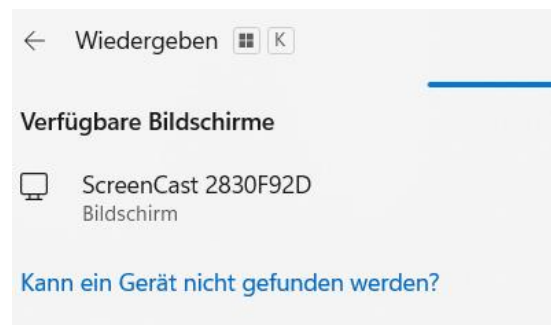 Wiedergeben K
Verfügbare Bildschirme
ScreenCast 2830F92D
Bildschirm
Kann ein Gerät nicht gefunden werden?